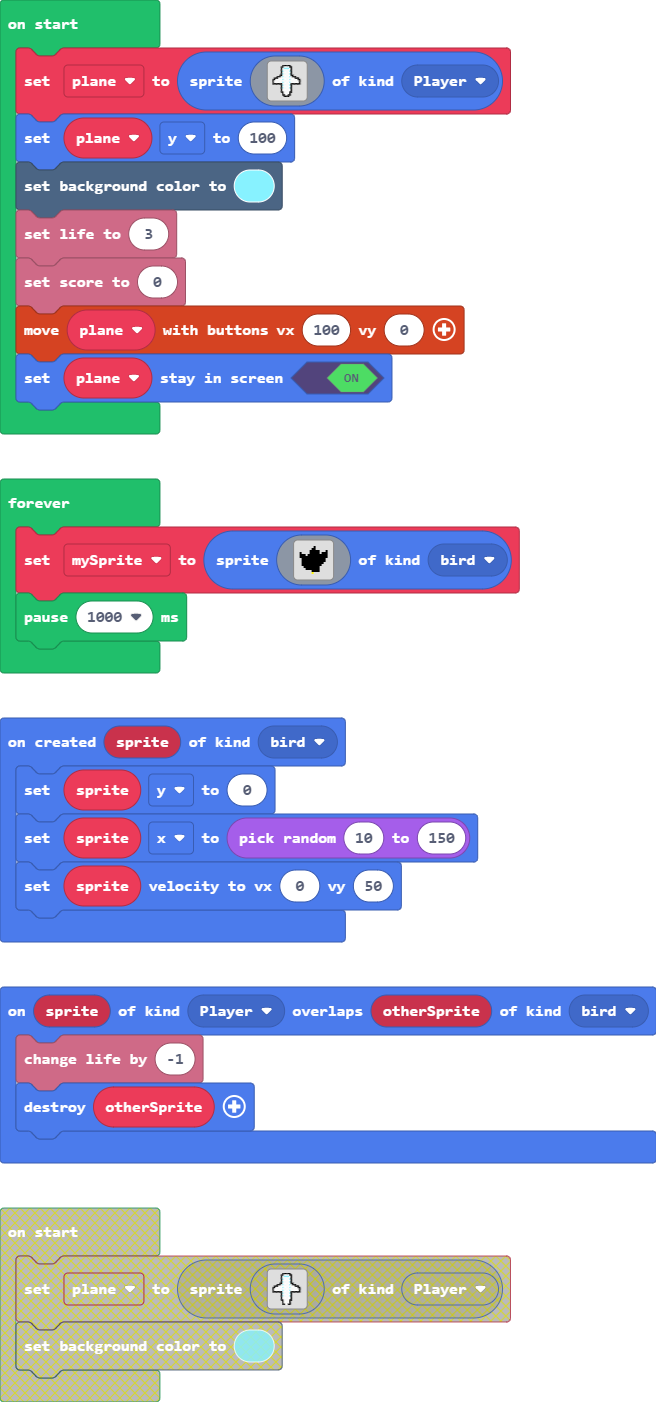 on start
set plane to sprite of kind Player
set plane y to 100
set background color to
set life to 3
set score to 0
move plane with buttons vx 100 vy 0
set plane stay in screen ON
forever
set mySprite to sprite of kind bird
pause 1000 ms
on created sprite of kind bird
set sprite y to 0
set sprite x to pick random 10 to 150
set sprite velocity to vx 0 vy 50
on sprite of kind Player overlaps otherSprite of kind bird
change life by -1
destroy otherSprite
on start
set plane to sprite of kind Player
set background color to